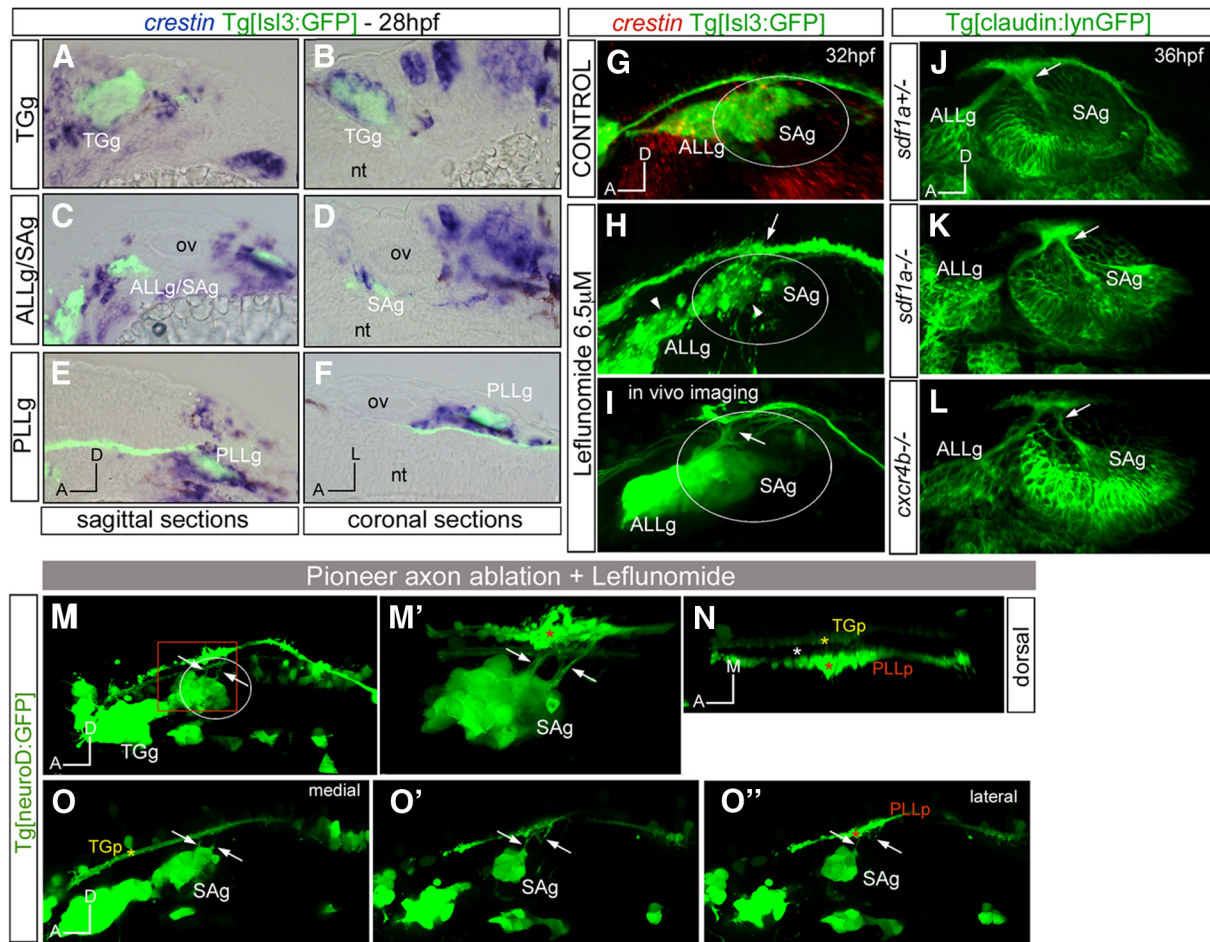 crestin Tg[Isl3:GFP] - 28hpf
TGg
A
TGg
B
TGg
nt
ALLg/SAg
C
ov
ALLg/SAg
D
ov
SAg
nt
PLLg
E
PLLg
D
A
F
ov
PLLg
L
A
nt
sagittal sections
coronal sections
crestin Tg[Isl3:GFP]
CONTROL
G
32hpf
ALLg
SAg
D
A
Leflunomide 6.5μM
H
SAg
ALLg
I
in vivo imaging
SAg
ALLg
Tg[claudin:lynGFP]
sdf1a+/-
J
36hpf
ALLg
SAg
D
A
sdf1a-/-
K
ALLg
SAg
cxcr4b-/-
L
ALLg
SAg
Pioneer axon ablation + Leflunomide
Tg[neuroD:GFP]
M
D
A
TGg
M’
*
SAg
N
TGp
*
*
*
PLLp
M
A
dorsal
O
medial
TGp
*
SAg
D
A
O’
SAg
O’’
lateral
PLLp
*
SAg